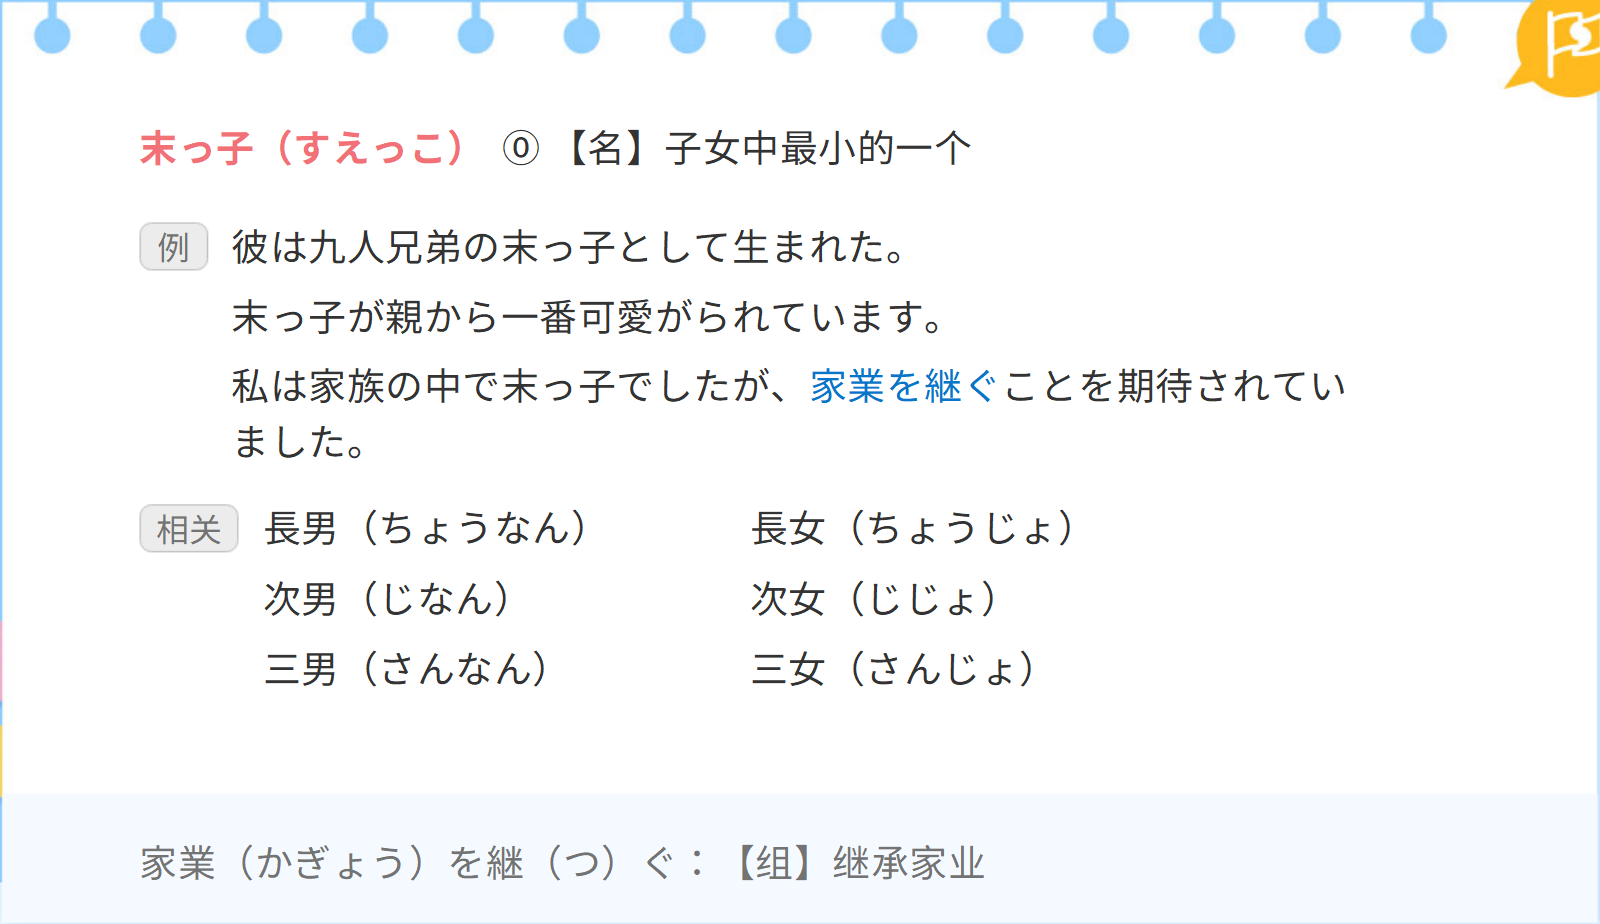 末っ子（すえっこ） ⓪ 【名】子女中最小的一个
例 彼は九人兄弟の末っ子として生まれた。
末っ子が親から一番可愛がられています。
私は家族の中で末っ子でしたが、家業を継ぐことを期待されてい
ました。
相关 長男（ちょうなん） 長女（ちょうじょ）
次男（じなん） 次女（じじょ）
三男（さんなん） 三女（さんじょ）
家業（かぎょう）を継（つ）ぐ：【组】继承家业